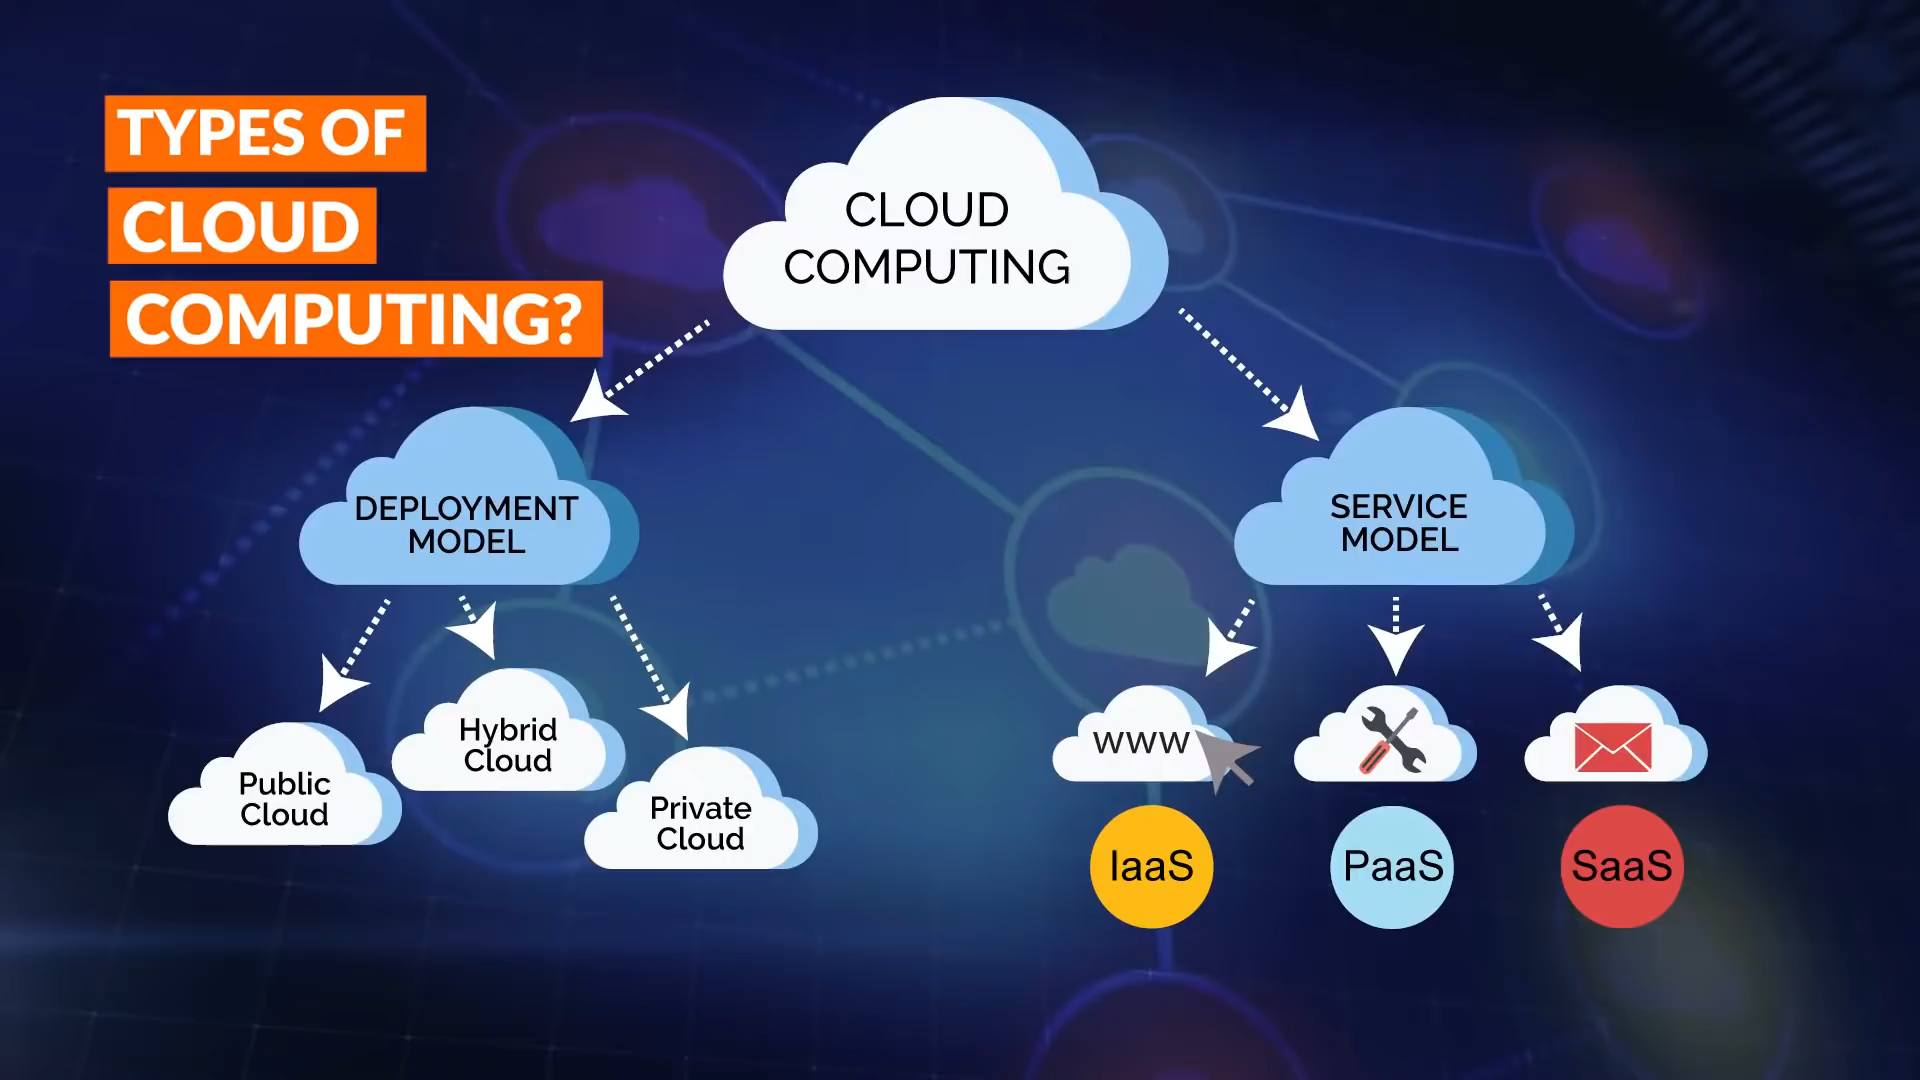 TYPES OF
CLOUD
COMPUTING?
CLOUD
COMPUTING
DEPLOYMENT
MODEL
SERVICE
MODEL
Public
Cloud
Hybrid
Cloud
Private
Cloud
WWW
IaaS
PaaS
SaaS